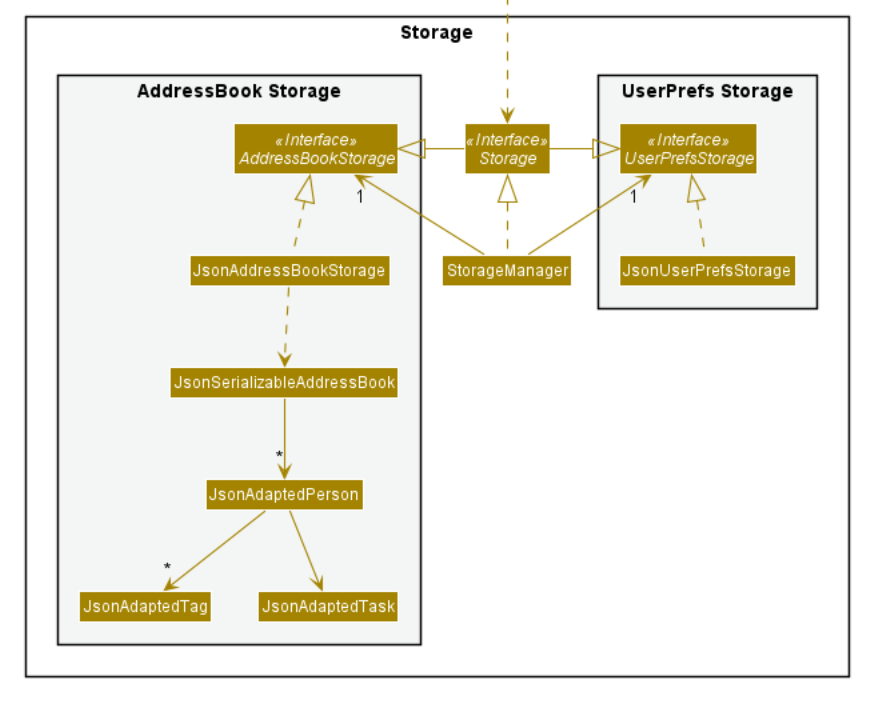 Storage
AddressBook Storage
UserPrefs Storage
«Interface»
AddressBookStorage
«Interface»
Storage
«Interface»
UserPrefsStorage
1
1
JsonAddressBookStorage
StorageManager
JsonUserPrefsStorage
JsonSerializableAddressBook
*
JsonAdaptedPerson
*
JsonAdaptedTag
JsonAdaptedTask